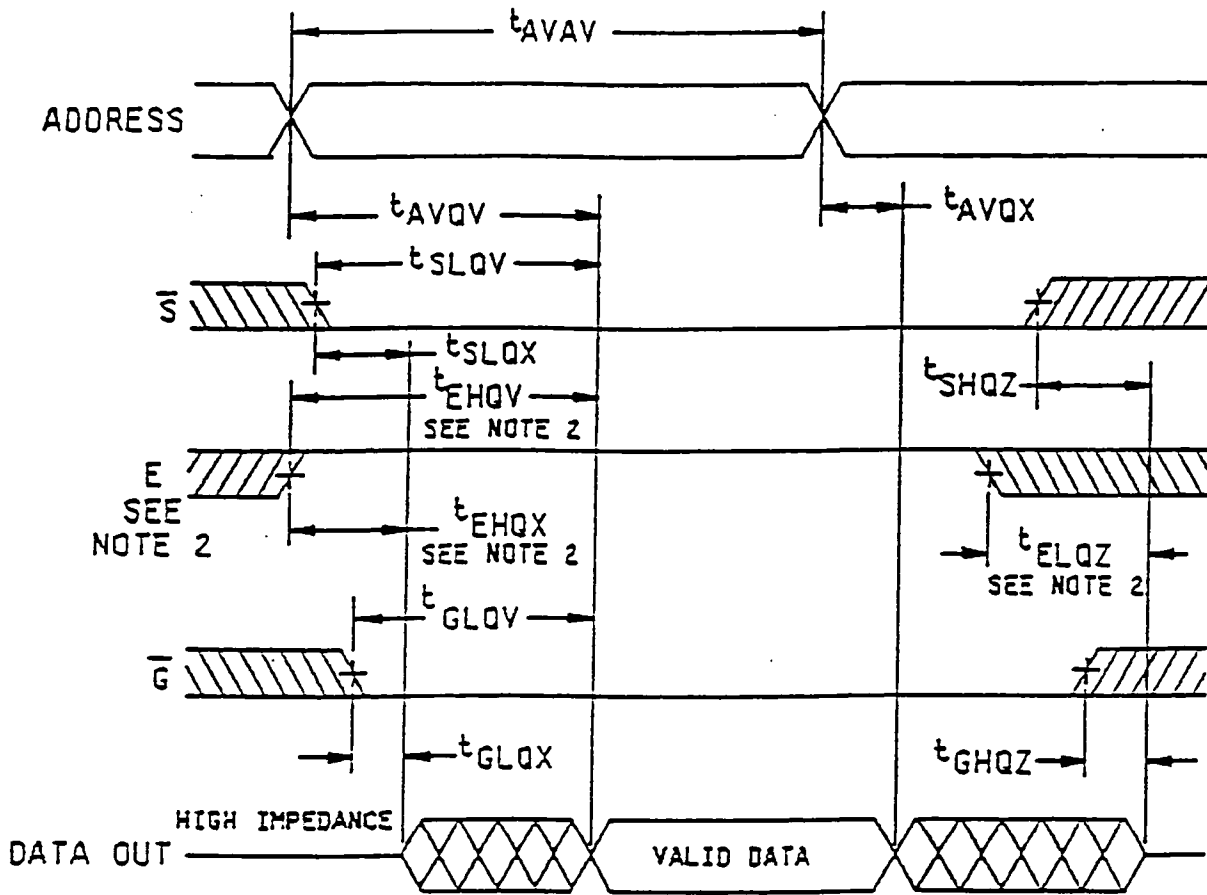 tAVAV
ADDRESS
tAVQV
tAVQX
tSLQV
S̅
tSLQX
tSHQZ
tEHQV
SEE NOTE 2
E
SEE
NOTE 2
tEHQX
SEE NOTE 2
tELQZ
SEE NOTE 2
tGLQV
G̅
tGLQX
tGHQZ
HIGH IMPEDANCE
DATA OUT
VALID DATA